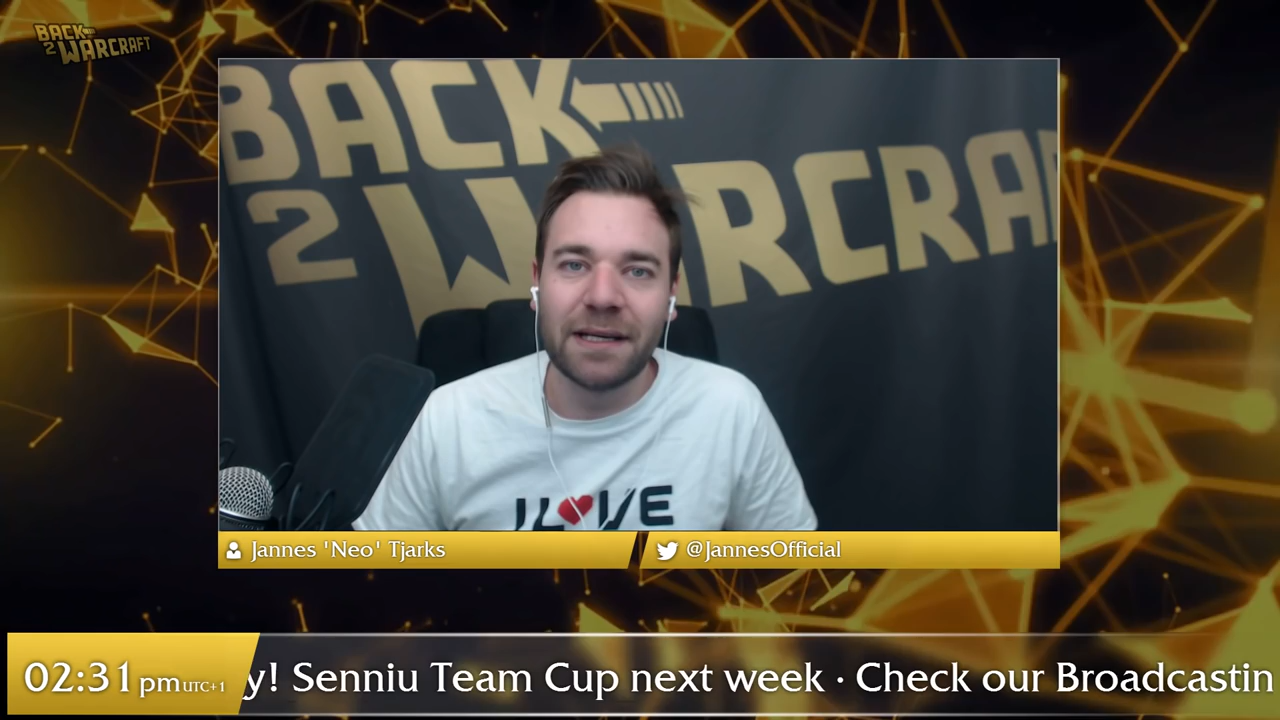 BACK
2 WARCRAFT
BACK
2 WARCRA
I LOVE
Jannes 'Neo' Tjarks
@JannesOfficial
02:31 pm UTC+1
y! Senniu Team Cup next week · Check our Broadcastin